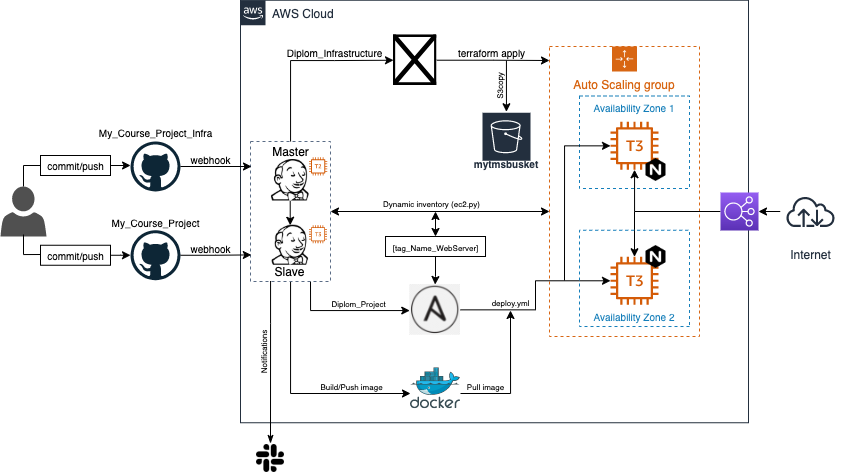 aws
AWS Cloud
Diplom_Infrastructure
terraform apply
S3copy
Auto Scaling group
Availability Zone 1
My_Course_Project_Infra
mytmsbusket
T3
N
commit/push
webhook
Master
T2
Dynamic inventory (ec2.py)
My_Course_Project
T3
[tag_Name_WebServer]
Internet
commit/push
webhook
Slave
N
T3
Diplom_Project
A
deploy.yml
Availability Zone 2
Notifications
Build/Push image
docker
Pull image